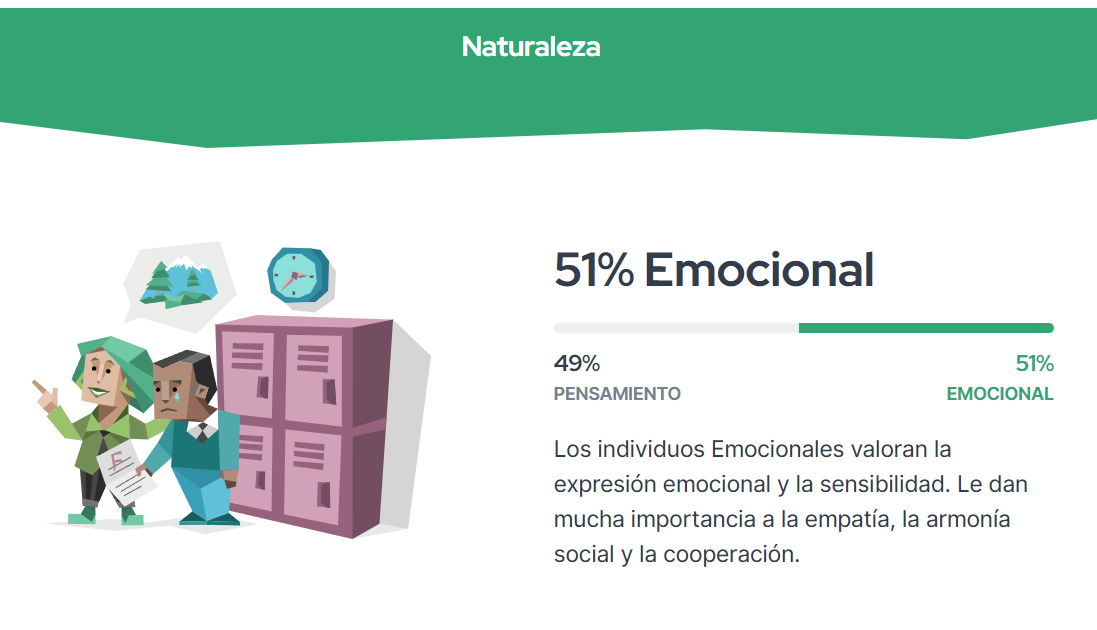 Naturaleza
51% Emocional
49%
51%
PENSAMIENTO
EMOCIONAL
Los individuos Emocionales valoran la
expresión emocional y la sensibilidad. Le dan
mucha importancia a la empatía, la armonía
social y la cooperación.
F